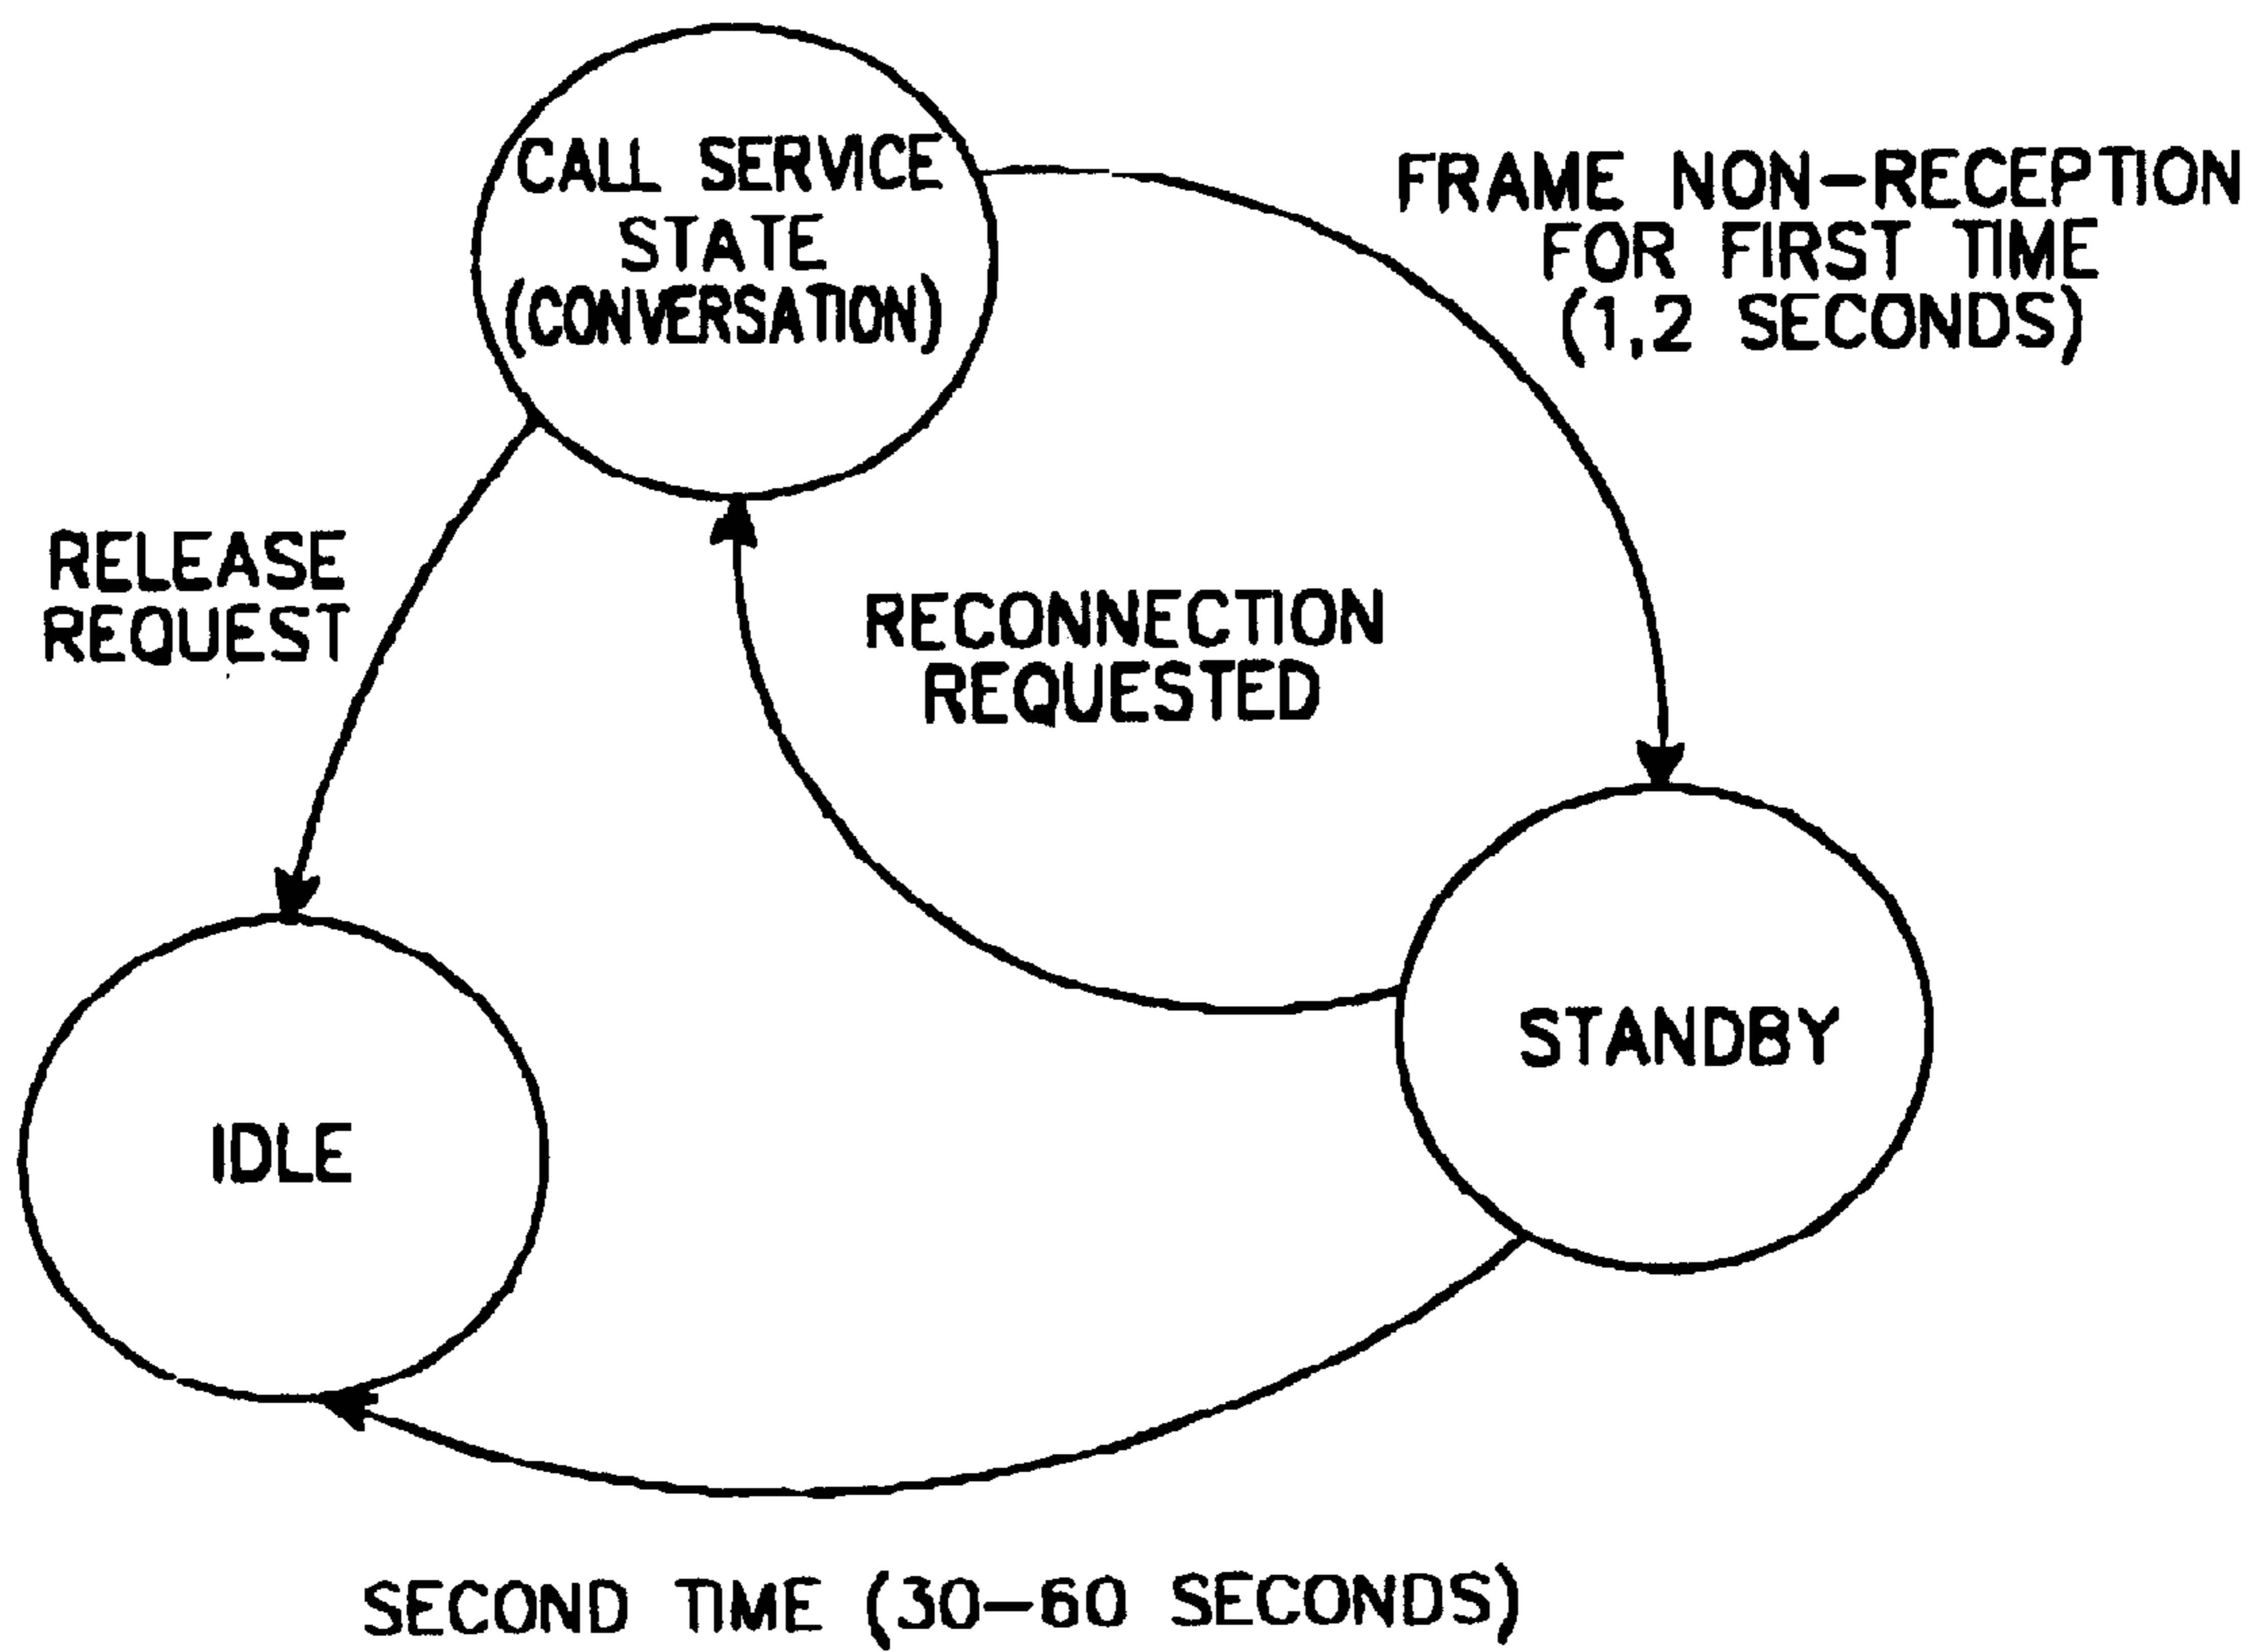 CALL SERVICE
STATE
(CONVERSATION)
FRAME NON-RECEPTION
FOR FIRST TIME
(1,2 SECONDS)
RELEASE
REQUEST
RECONNECTION
REQUESTED
STANDBY
IDLE
SECOND TIME (30-60 SECONDS)